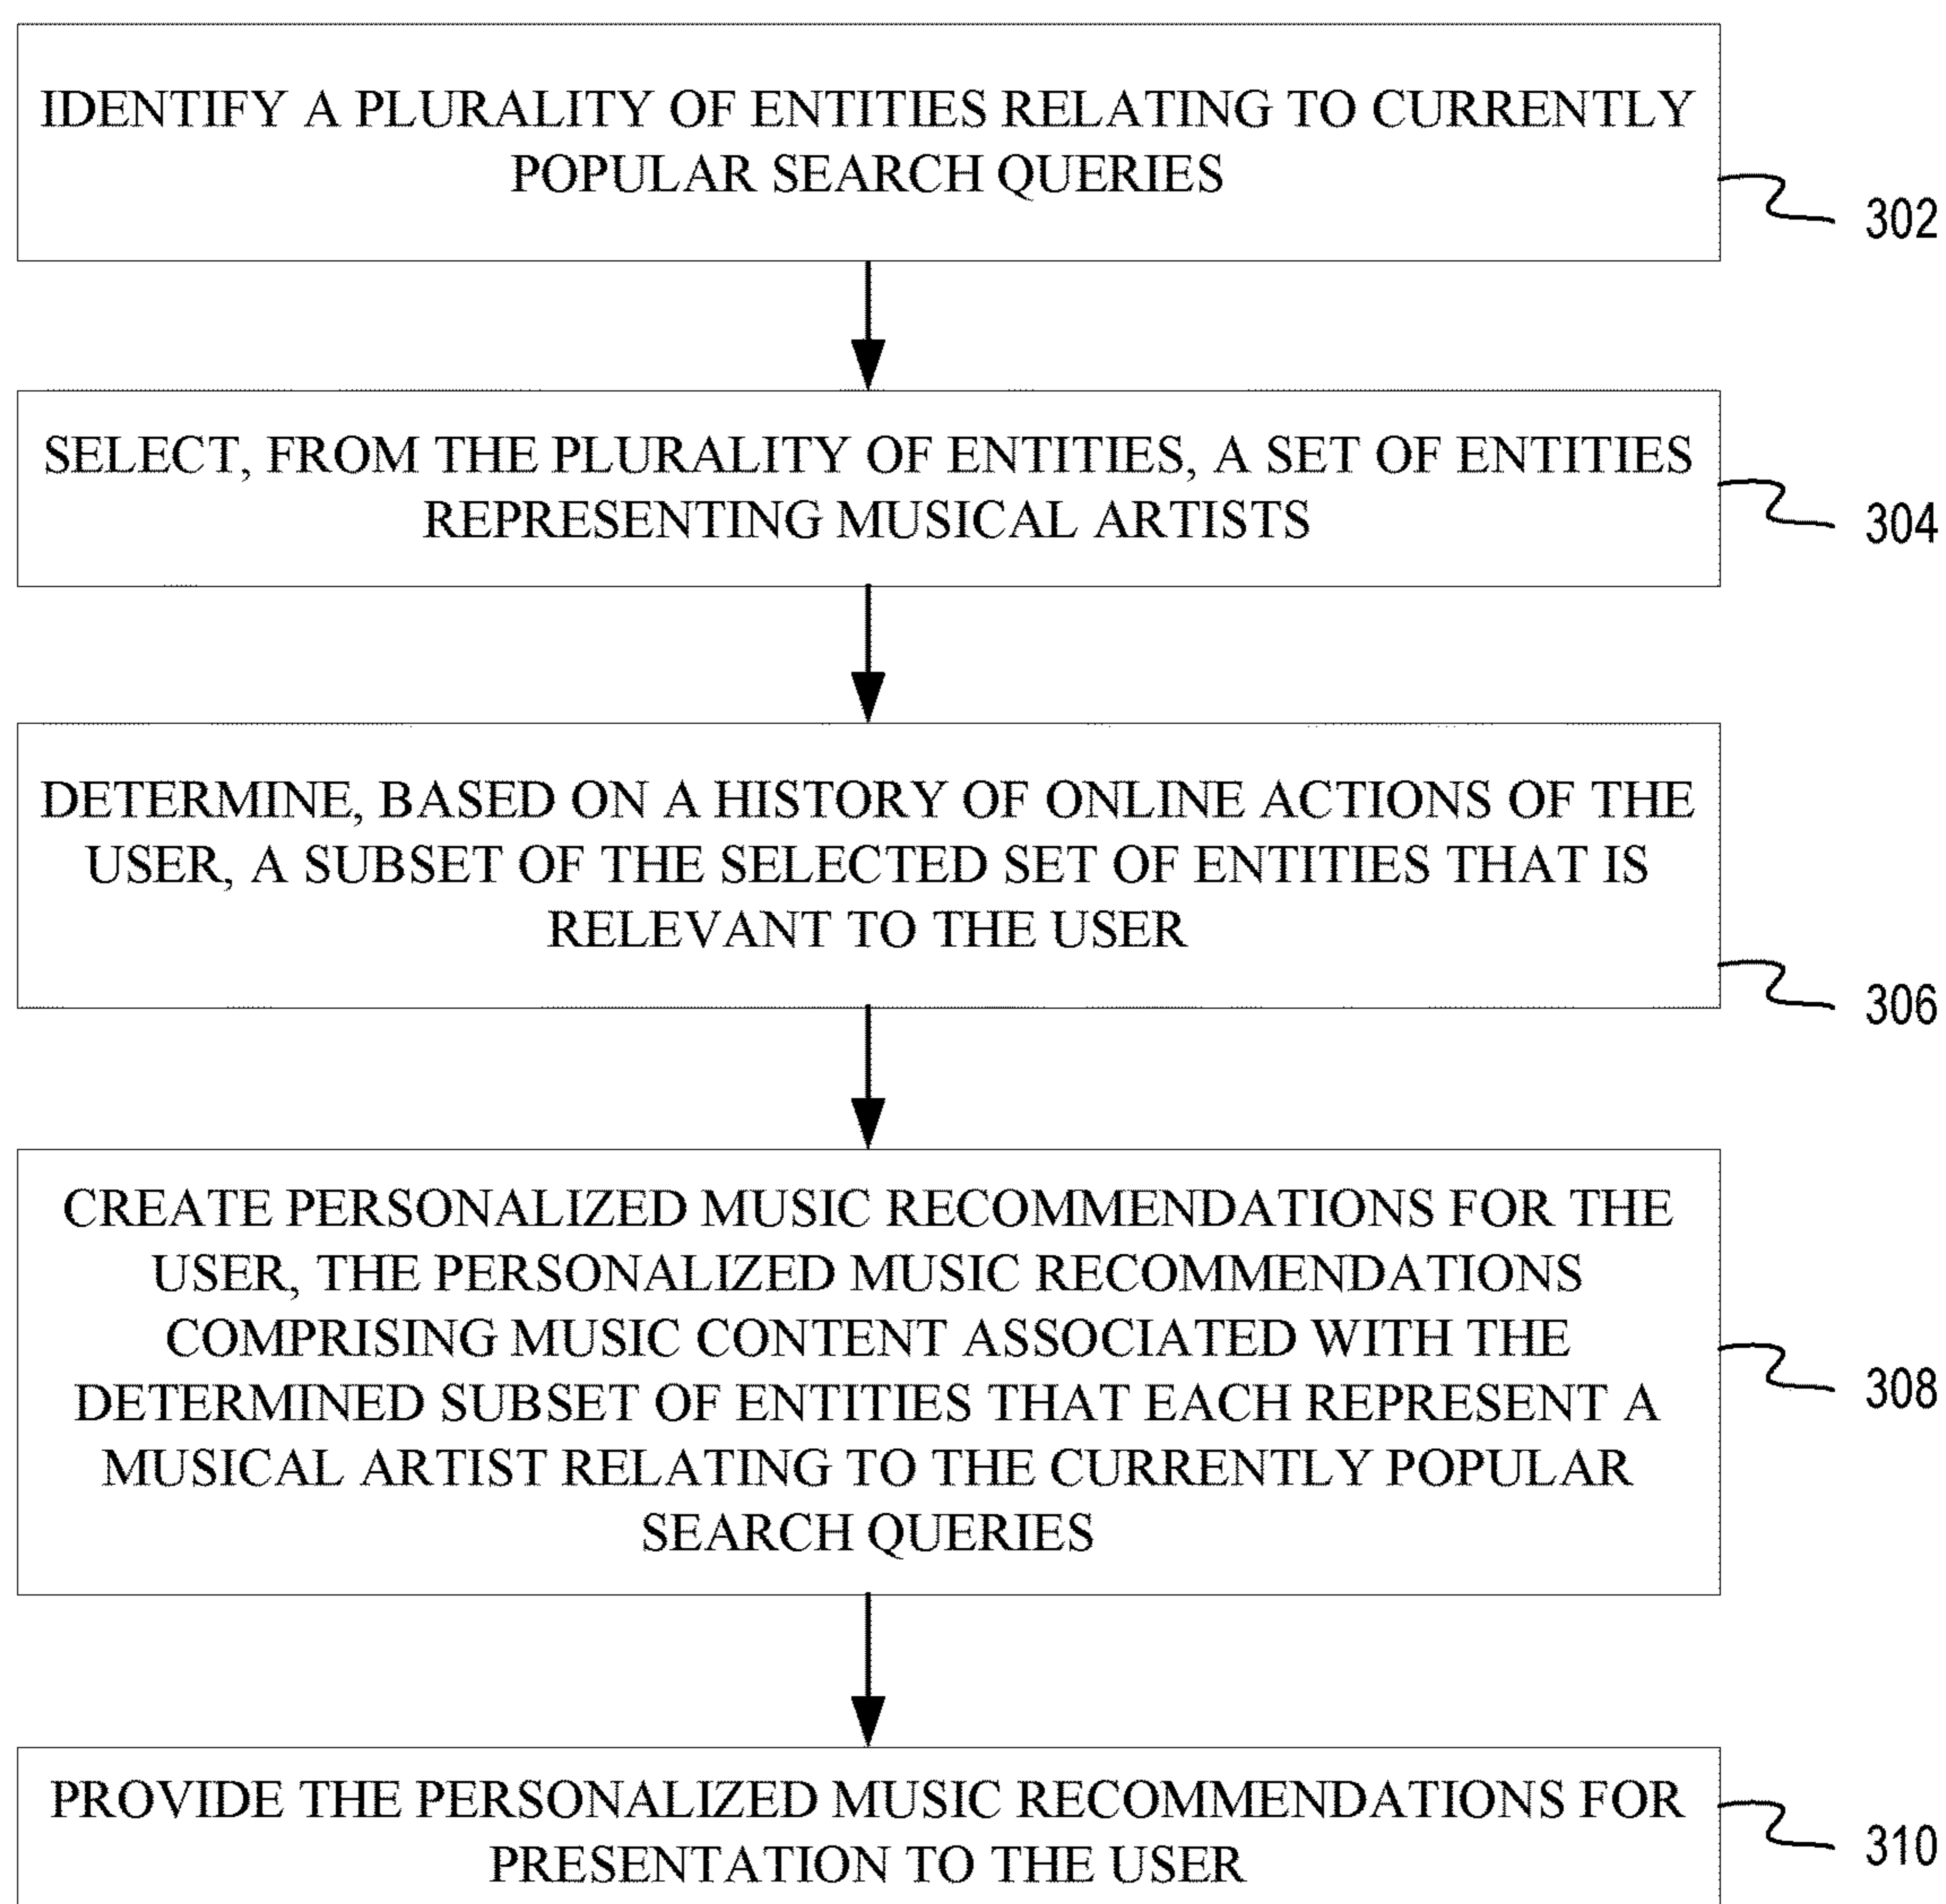 IDENTIFY A PLURALITY OF ENTITIES RELATING TO CURRENTLY
POPULAR SEARCH QUERIES
302
SELECT, FROM THE PLURALITY OF ENTITIES, A SET OF ENTITIES
REPRESENTING MUSICAL ARTISTS
304
DETERMINE, BASED ON A HISTORY OF ONLINE ACTIONS OF THE
USER, A SUBSET OF THE SELECTED SET OF ENTITIES THAT IS
RELEVANT TO THE USER
306
CREATE PERSONALIZED MUSIC RECOMMENDATIONS FOR THE
USER, THE PERSONALIZED MUSIC RECOMMENDATIONS
COMPRISING MUSIC CONTENT ASSOCIATED WITH THE
DETERMINED SUBSET OF ENTITIES THAT EACH REPRESENT A
MUSICAL ARTIST RELATING TO THE CURRENTLY POPULAR
SEARCH QUERIES
308
PROVIDE THE PERSONALIZED MUSIC RECOMMENDATIONS FOR
PRESENTATION TO THE USER
310